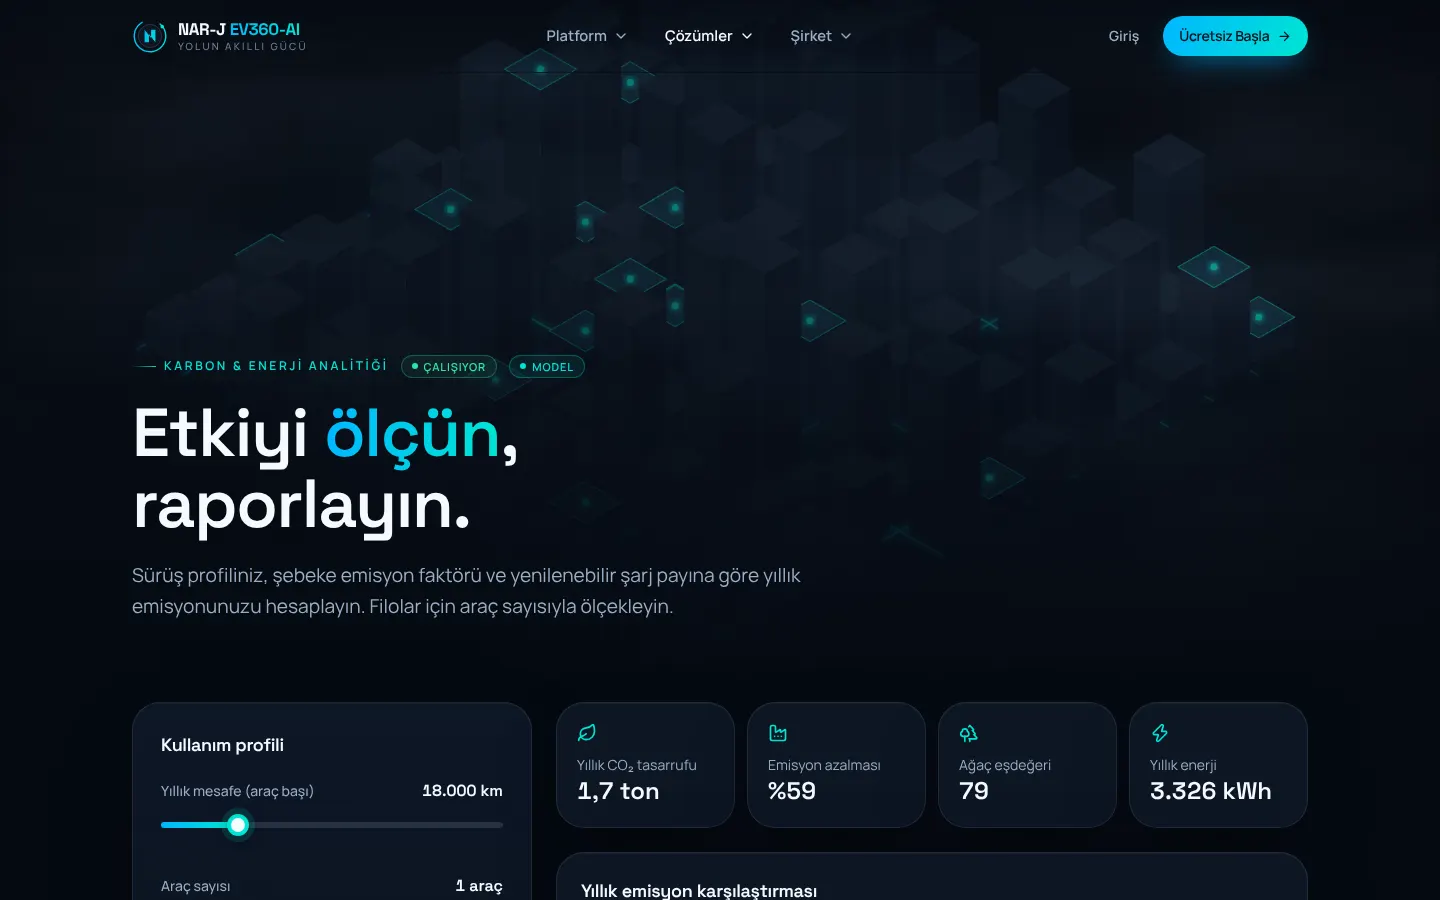 NAR-J EV360-AI
YOLUN AKILLI GÜCÜ
Platform
Çözümler
Şirket
Giriş
Ücretsiz Başla
KARBON & ENERJİ ANALİTİĞİ
ÇALIŞIYOR
MODEL
Etkiyi ölçün,
raporlayın.
Sürüş profiliniz, şebeke emisyon faktörü ve yenilenebilir şarj payına göre yıllık
emisyonunuzu hesaplayın. Filolar için araç sayısıyla ölçekleyin.
Kullanım profili
Yıllık mesafe (araç başı) 18.000 km
Araç sayısı 1 araç
Yıllık CO₂ tasarrufu
1,7 ton
Emisyon azalması
%59
Ağaç eşdeğeri
79
Yıllık enerji
3.326 kWh
Yıllık emisyon karşılaştırması